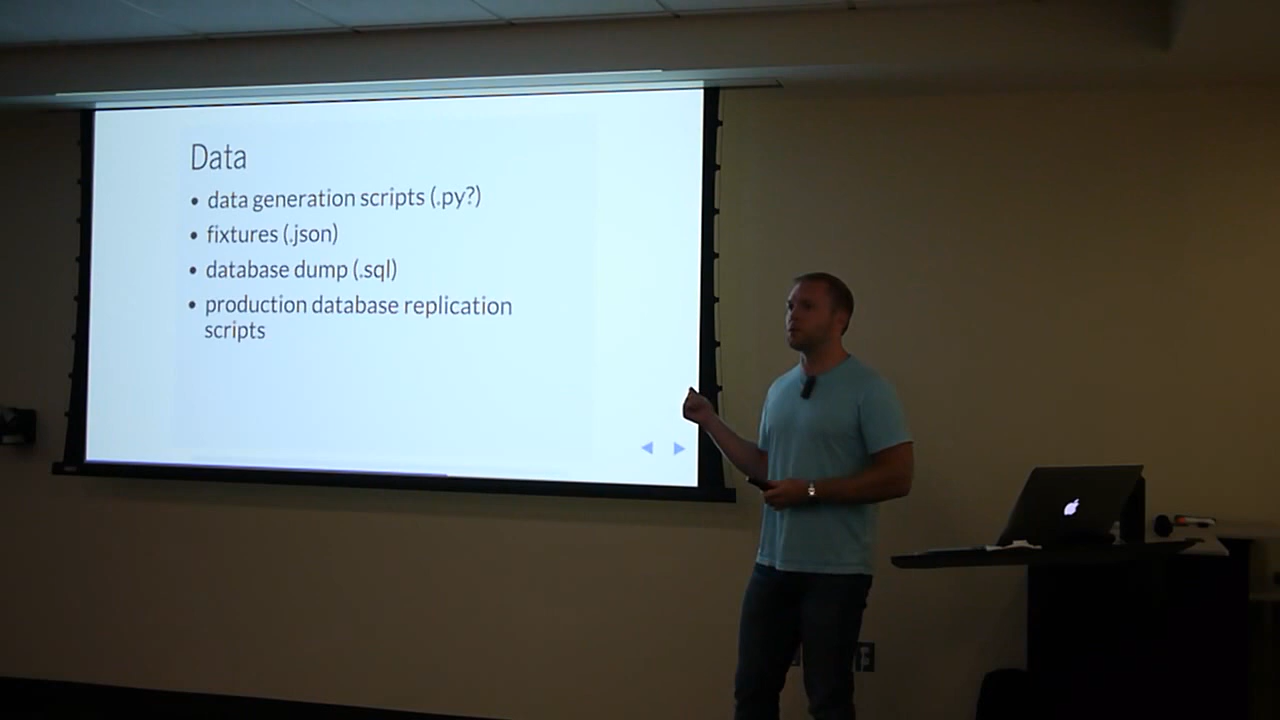 Data
• data generation scripts (.py?)
• fixtures (.json)
• database dump (.sql)
• production database replication
scripts